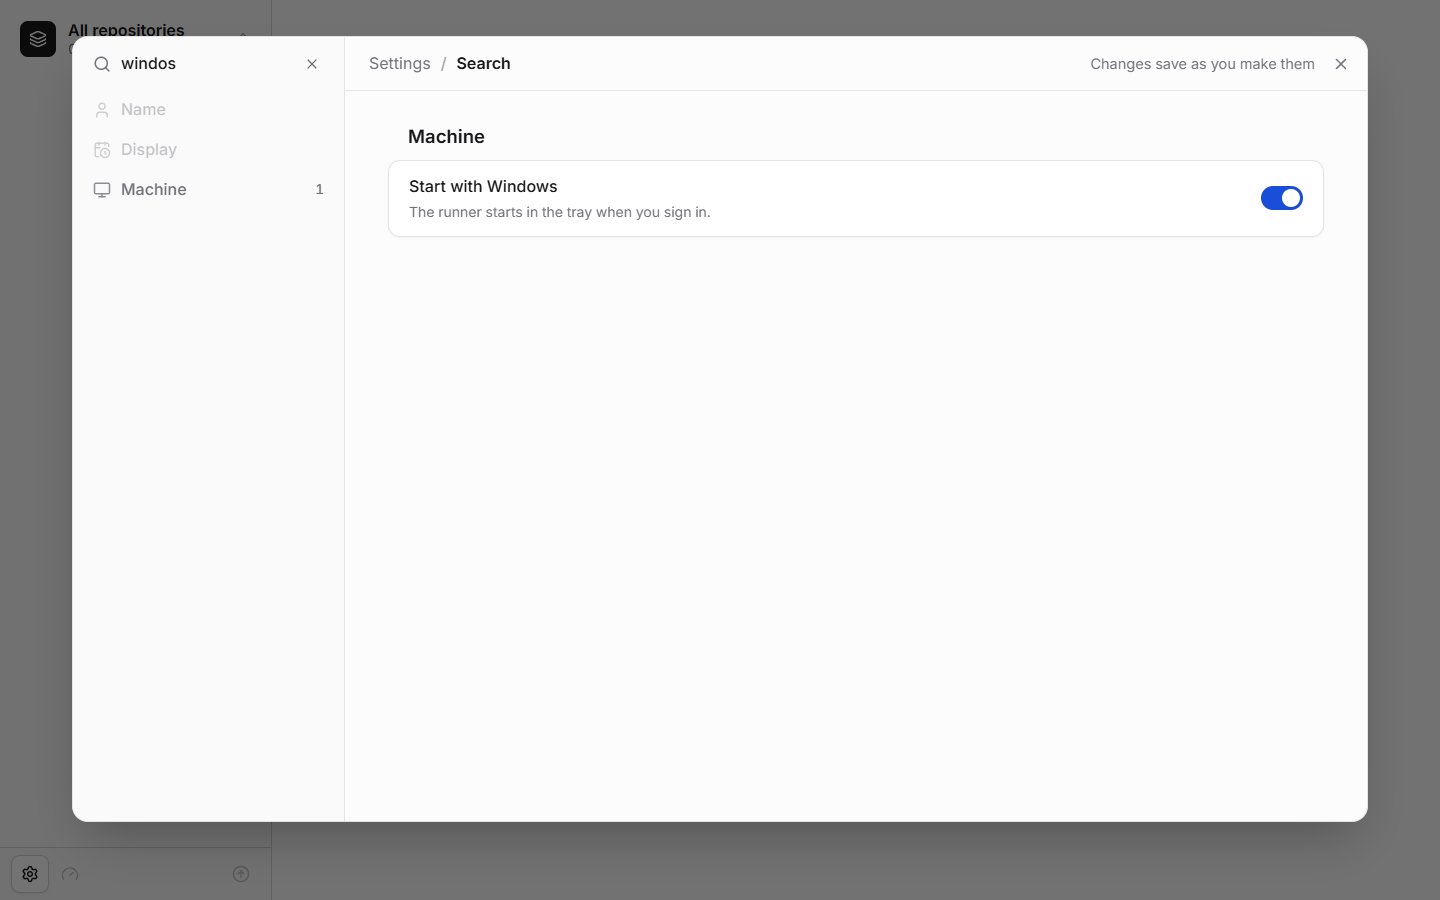 All repositories
windos
Settings / Search
Changes save as you make them
Name
Display
Machine 1
Machine
Start with Windows
The runner starts in the tray when you sign in.